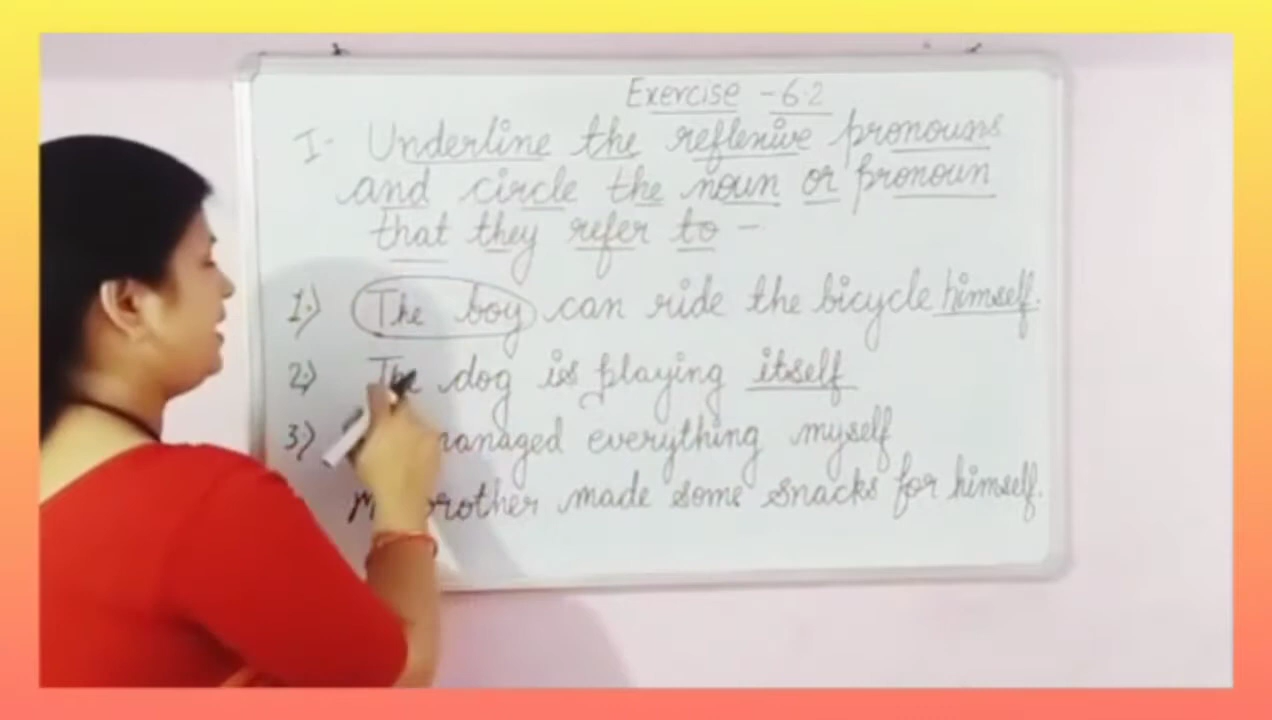 Exercise - 6.2
I- Underline the reflexive pronouns
and circle the noun or pronoun
that they refer to -
1) The boy can ride the bicycle himself.
2) The dog is playing itself
3) managed everything myself
brother made some snacks for himself.